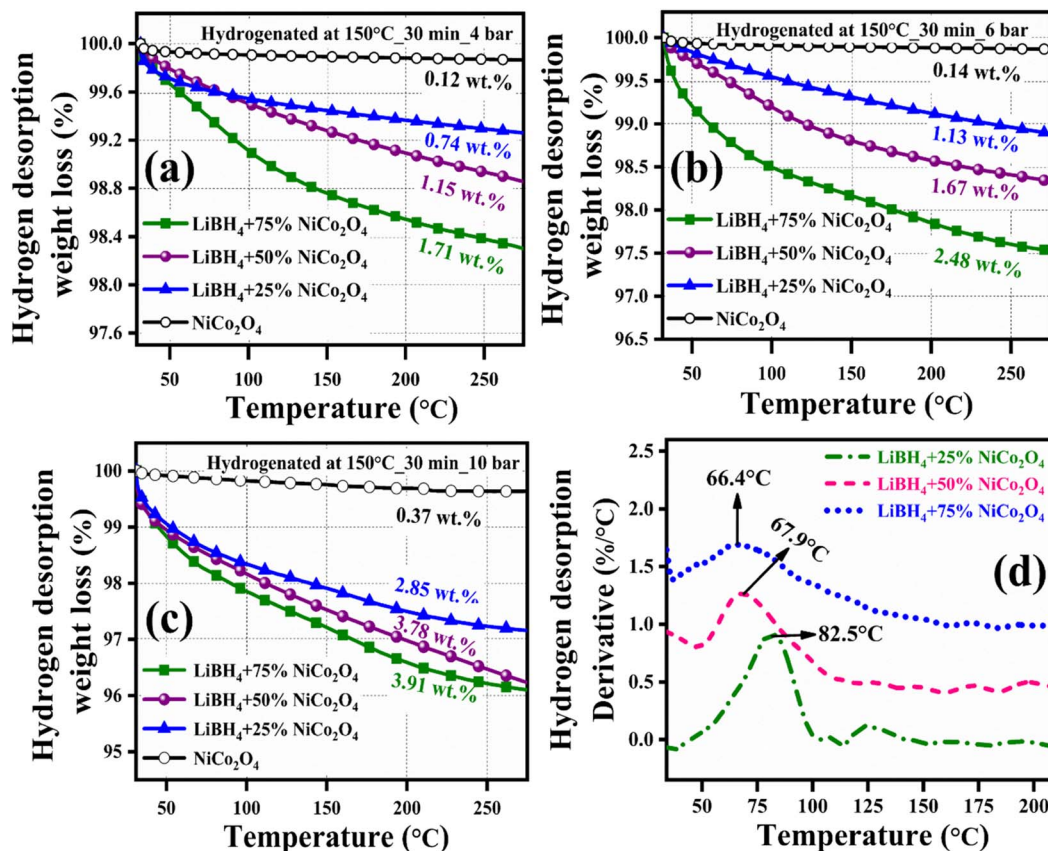 Hydrogen desorption
weight loss (%)
100.0
99.6
99.2
98.8
98.4
98.0
97.6
Hydrogenated at 150°C_30 min_4 bar
0.12 wt.%
0.74 wt.%
1.15 wt.%
1.71 wt.%
(a)
LiBH₄+75% NiCo₂O₄
LiBH₄+50% NiCo₂O₄
LiBH₄+25% NiCo₂O₄
NiCo₂O₄
50 100 150 200 250
Temperature (°C)
Hydrogen desorption
weight loss (%)
100.0
99.5
99.0
98.5
98.0
97.5
97.0
96.5
Hydrogenated at 150°C_30 min_6 bar
0.14 wt.%
1.13 wt.%
1.67 wt.%
2.48 wt.%
(b)
LiBH₄+75% NiCo₂O₄
LiBH₄+50% NiCo₂O₄
LiBH₄+25% NiCo₂O₄
NiCo₂O₄
50 100 150 200 250
Temperature (°C)
Hydrogen desorption
weight loss (%)
100
99
98
97
96
95
Hydrogenated at 150°C_30 min_10 bar
0.37 wt.%
2.85 wt.%
3.78 wt.%
3.91 wt.%
(c)
LiBH₄+75% NiCo₂O₄
LiBH₄+50% NiCo₂O₄
LiBH₄+25% NiCo₂O₄
NiCo₂O₄
50 100 150 200 250
Temperature (°C)
Hydrogen desorption
Derivative (%/°C)
2.5
2.0
1.5
1.0
0.5
0.0
LiBH₄+25% NiCo₂O₄
LiBH₄+50% NiCo₂O₄
LiBH₄+75% NiCo₂O₄
66.4°C
67.9°C
82.5°C
(d)
50 75 100 125 150 175 200
Temperature (°C)